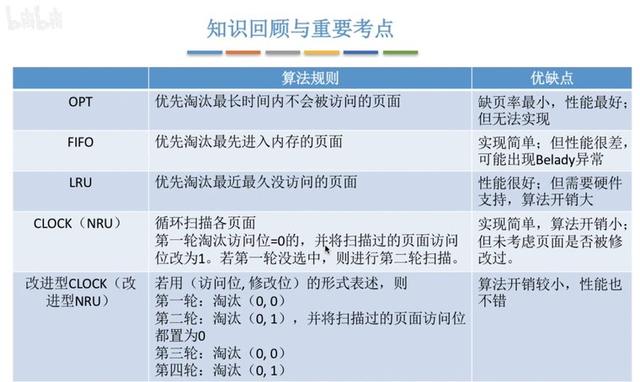 bilibili
知识回顾与重要考点
算法规则
优缺点
OPT
优先淘汰最长时间内不会被访问的页面
缺页率最小，性能最好；
但无法实现
FIFO
优先淘汰最先进入内存的页面
实现简单；但性能很差，
可能出现Belady异常
LRU
优先淘汰最近最久没访问的页面
性能很好；但需要硬件
支持，算法开销大
CLOCK（NRU）
循环扫描各页面
第一轮淘汰访问位=0的，并将扫描过的页面访问
位改为1。若第一轮没选中，则进行第二轮扫描。
实现简单，算法开销小；
但未考虑页面是否被修
改过。
改进型CLOCK（改
进型NRU）
若用（访问位, 修改位）的形式表述，则
第一轮：淘汰（0, 0）
第二轮：淘汰（0, 1），并将扫描过的页面访问位
都置为0
第三轮：淘汰（0, 0）
第四轮：淘汰（0, 1）
算法开销较小，性能也
不错